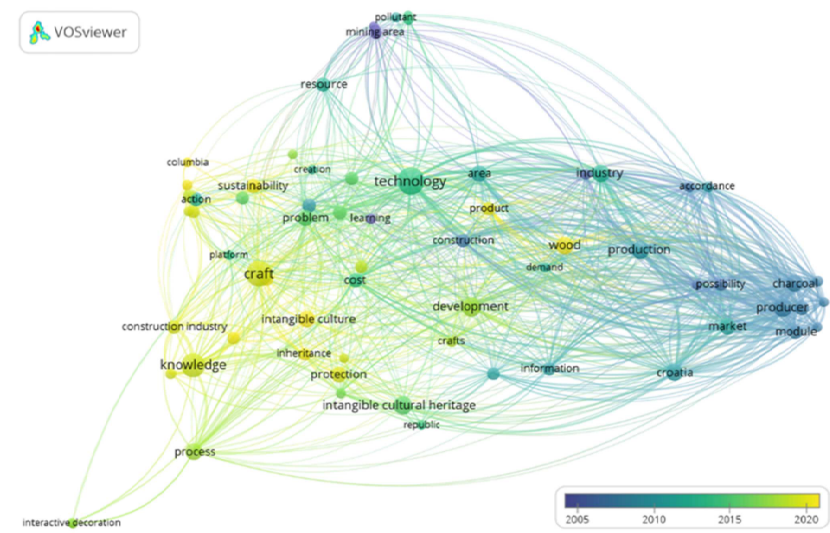 VOSviewer
pollutant
mining area
resource
columbia
creation
technology
area
industry
sustainability
accordance
action
product
problem
learning
construction
wood
production
platform
demand
craft
cost
possibility
charcoal
development
producer
intangible culture
construction industry
market
module
crafts
inheritance
knowledge
information
croatia
protection
intangible cultural heritage
republic
process
interactive decoration
2005 2010 2015 2020